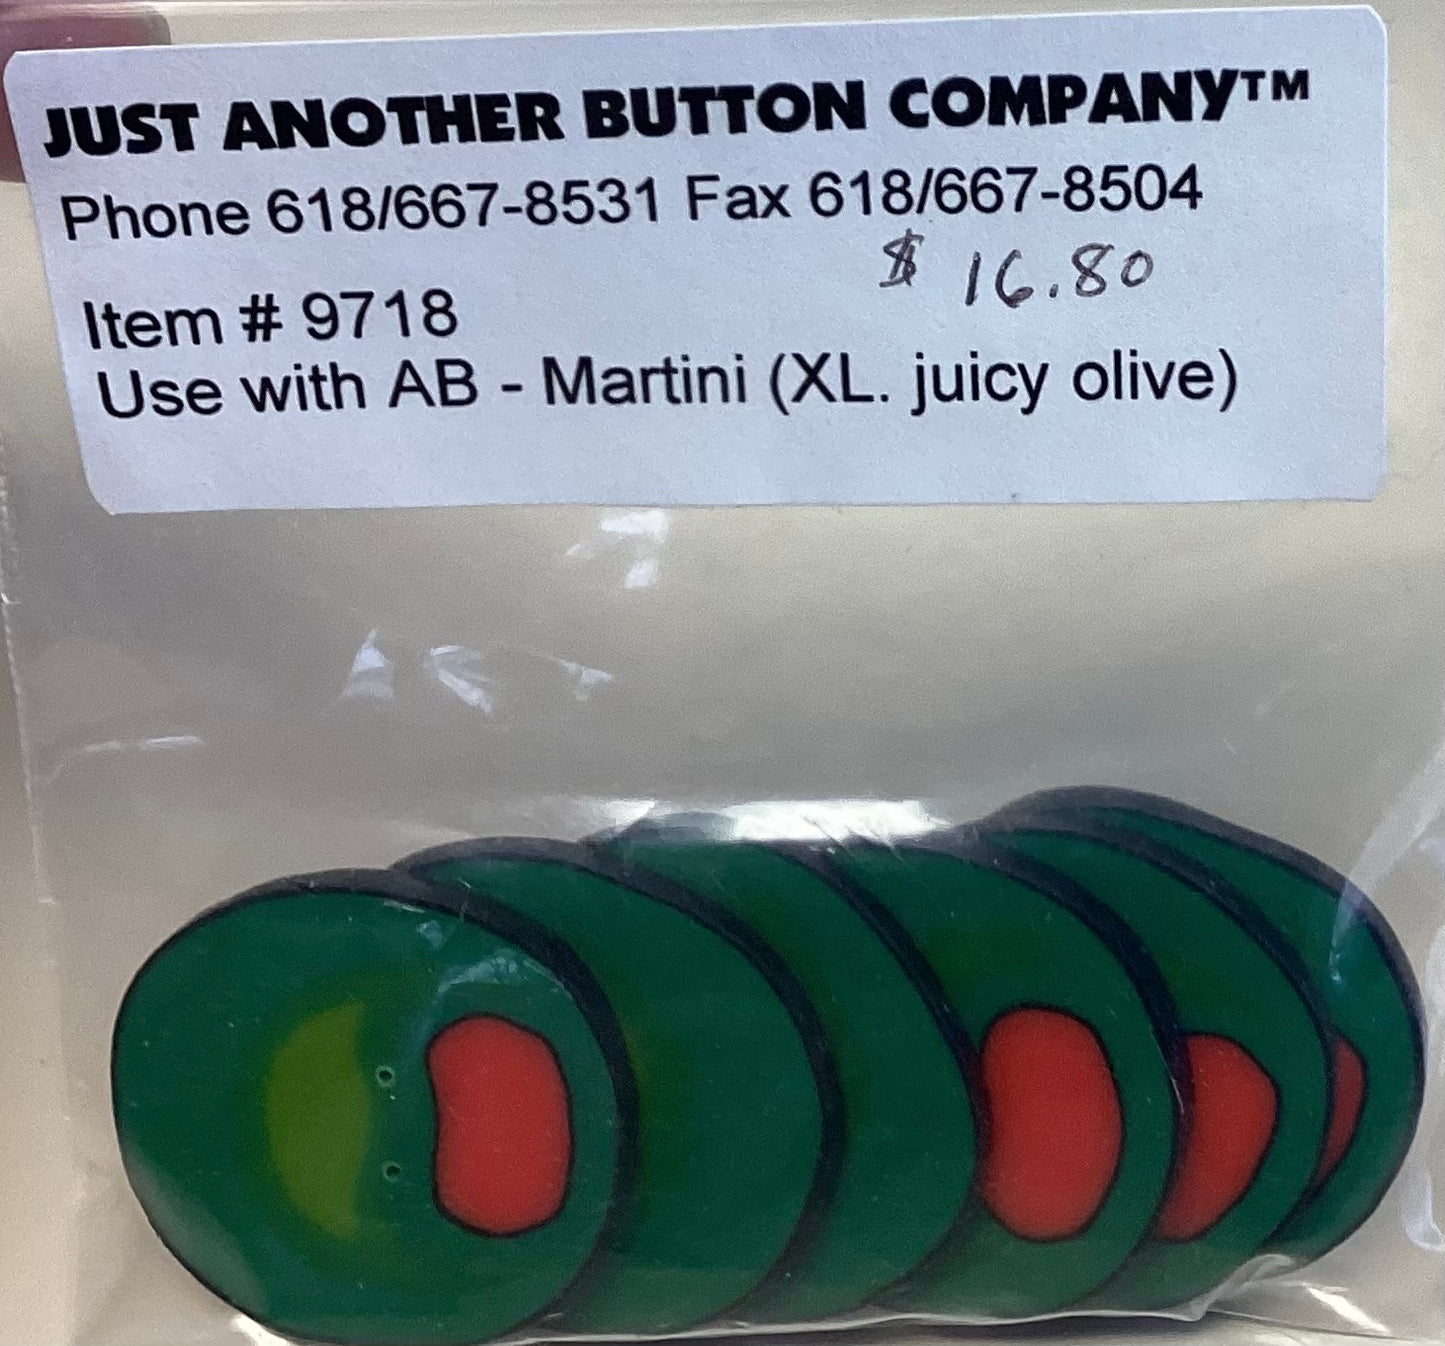 JUST ANOTHER BUTTON COMPANY™
Phone 618/667-8531 Fax 618/667-8504
$ 16.80
Item # 9718
Use with AB - Martini (XL. juicy olive)